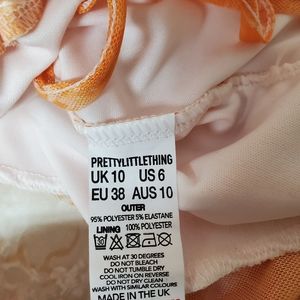 PRETTYLITTLETHING
UK 10 US 6
EU 38 AUS 10
OUTER
95% POLYESTER 5% ELASTANE
LINING 100% POLYESTER
WASH AT 30 DEGREES
DO NOT BLEACH
DO NOT TUMBLE DRY
COOL IRON ON REVERSE
DO NOT DRY CLEAN
WASH WITH SIMILAR COLOURS
MADE IN THE UK